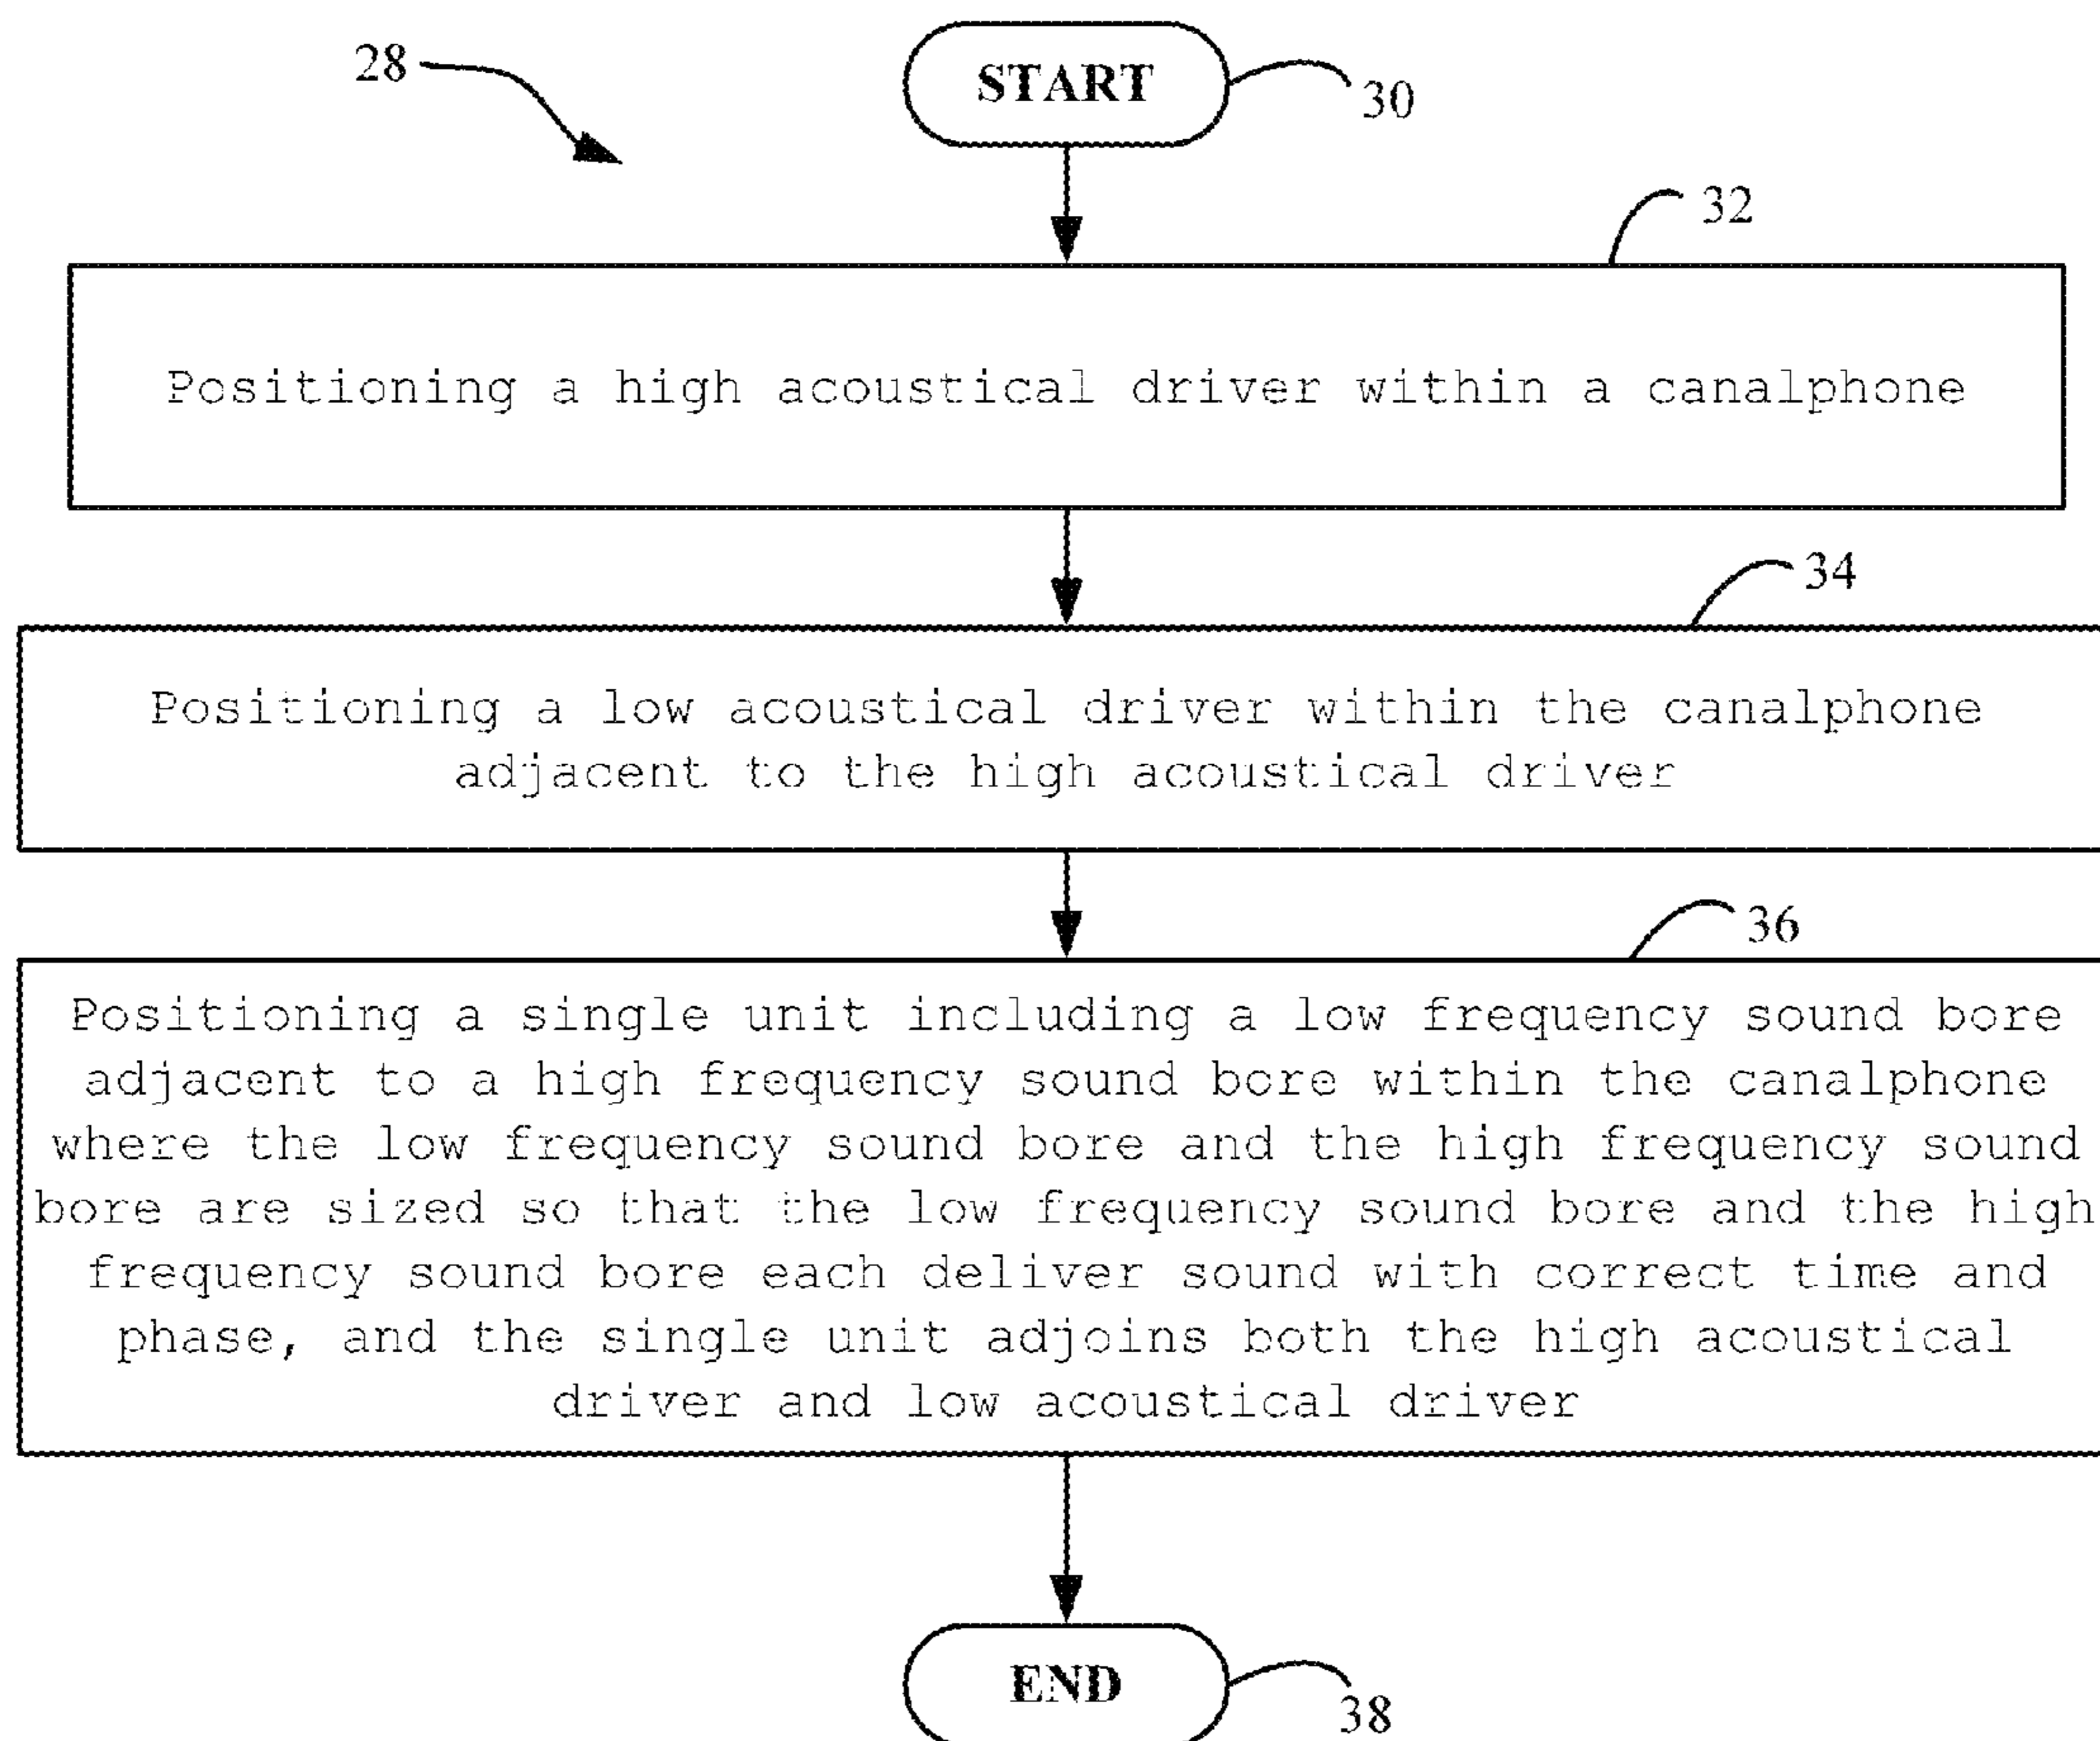 28
START
30
32
Positioning a high acoustical driver within a canalphone
34
Positioning a low acoustical driver within the canalphone
adjacent to the high acoustical driver
36
Positioning a single unit including a low frequency sound bore
adjacent to a high frequency sound bore within the canalphone
where the low frequency sound bore and the high frequency sound
bore are sized so that the low frequency sound bore and the high
frequency sound bore each deliver sound with correct time and
phase, and the single unit adjoins both the high acoustical
driver and low acoustical driver
END
38